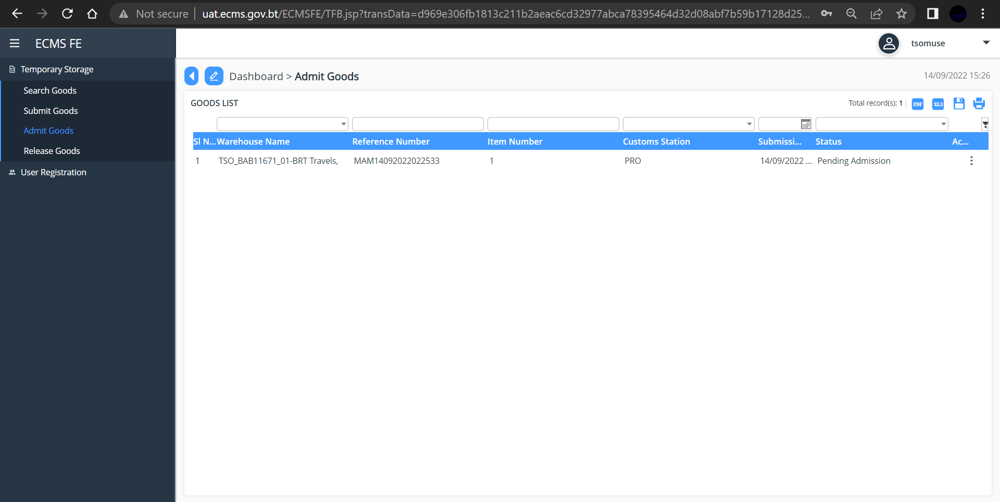 Not secure | uat.ecms.gov.bt/ECMSFE/TFB.jsp?transData=d969e306fb1813c211b2aeac6cd32977abca78395464d32d08abf7b59b17128d25...
ECMS FE
tsomuse
Temporary Storage
Search Goods
Submit Goods
Admit Goods
Release Goods
User Registration
Dashboard > Admit Goods
14/09/2022 15:26
GOODS LIST
Total record(s): 1
PDF
XLS
Sl N... Warehouse Name Reference Number Item Number Customs Station Submissi... Status Ac...
1 TSO_BAB11671_01-BRT Travels, MAM14092022022533 1 PRO 14/09/2022 ... Pending Admission